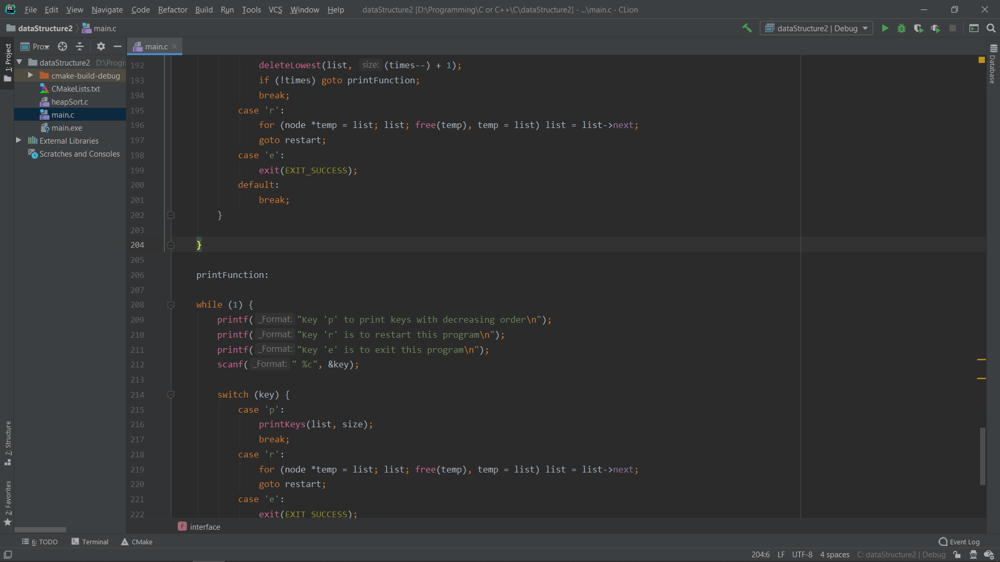 File Edit View Navigate Code Refactor Build Run Tools VCS Window Help dataStructure2 [D:\Programming\C or C++\C\dataStructure2] - ...\main.c - CLion
dataStructure2 main.c dataStructure2 | Debug
1: Project
Pro..
main.c
dataStructure2 D:\Progr
cmake-build-debug
CMakeLists.txt
heapSort.c
main.c
main.exe
External Libraries
Scratches and Consoles
7: Structure
2: Favorites
Database
192 deleteLowest(list, size: (times--) + 1);
193 if (!times) goto printFunction;
194 break;
195 case 'r':
196 for (node *temp = list; list; free(temp), temp = list) list = list->next;
197 goto restart;
198 case 'e':
199 exit(EXIT_SUCCESS);
200 default:
201 break;
202 }
203
204 }
205
206 printFunction:
207
208 while (1) {
209 printf( _Format: "Key 'p' to print keys with decreasing order\n");
210 printf( _Format: "Key 'r' is to restart this program\n");
211 printf( _Format: "Key 'e' is to exit this program\n");
212 scanf( _Format: " %c", &key);
213
214 switch (key) {
215 case 'p':
216 printKeys(list, size);
217 break;
218 case 'r':
219 for (node *temp = list; list; free(temp), temp = list) list = list->next;
220 goto restart;
221 case 'e':
222 exit(EXIT_SUCCESS);
f interface
6: TODO Terminal CMake Event Log
204:6 LF UTF-8 4 spaces C: dataStructure2 | Debug